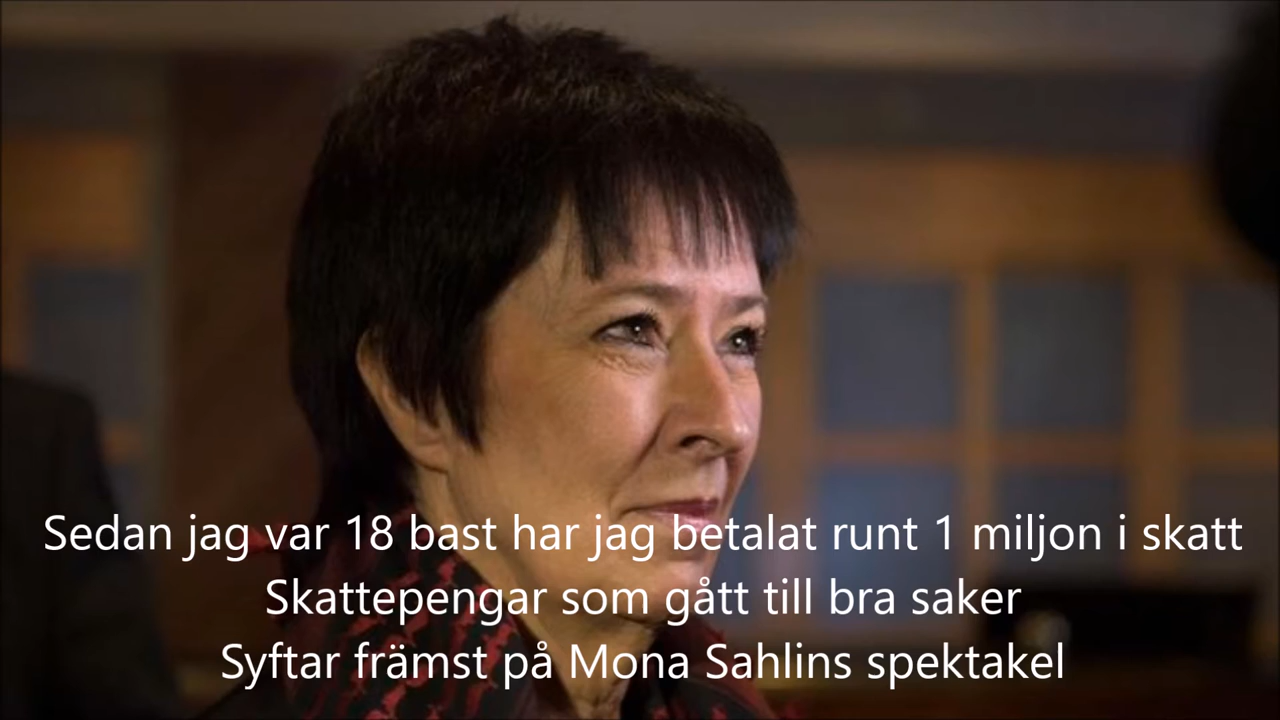 Sedan jag var 18 bast har jag betalat runt 1 miljon i skatt
Skattepengar som gått till bra saker
Syftar främst på Mona Sahlins spektakel